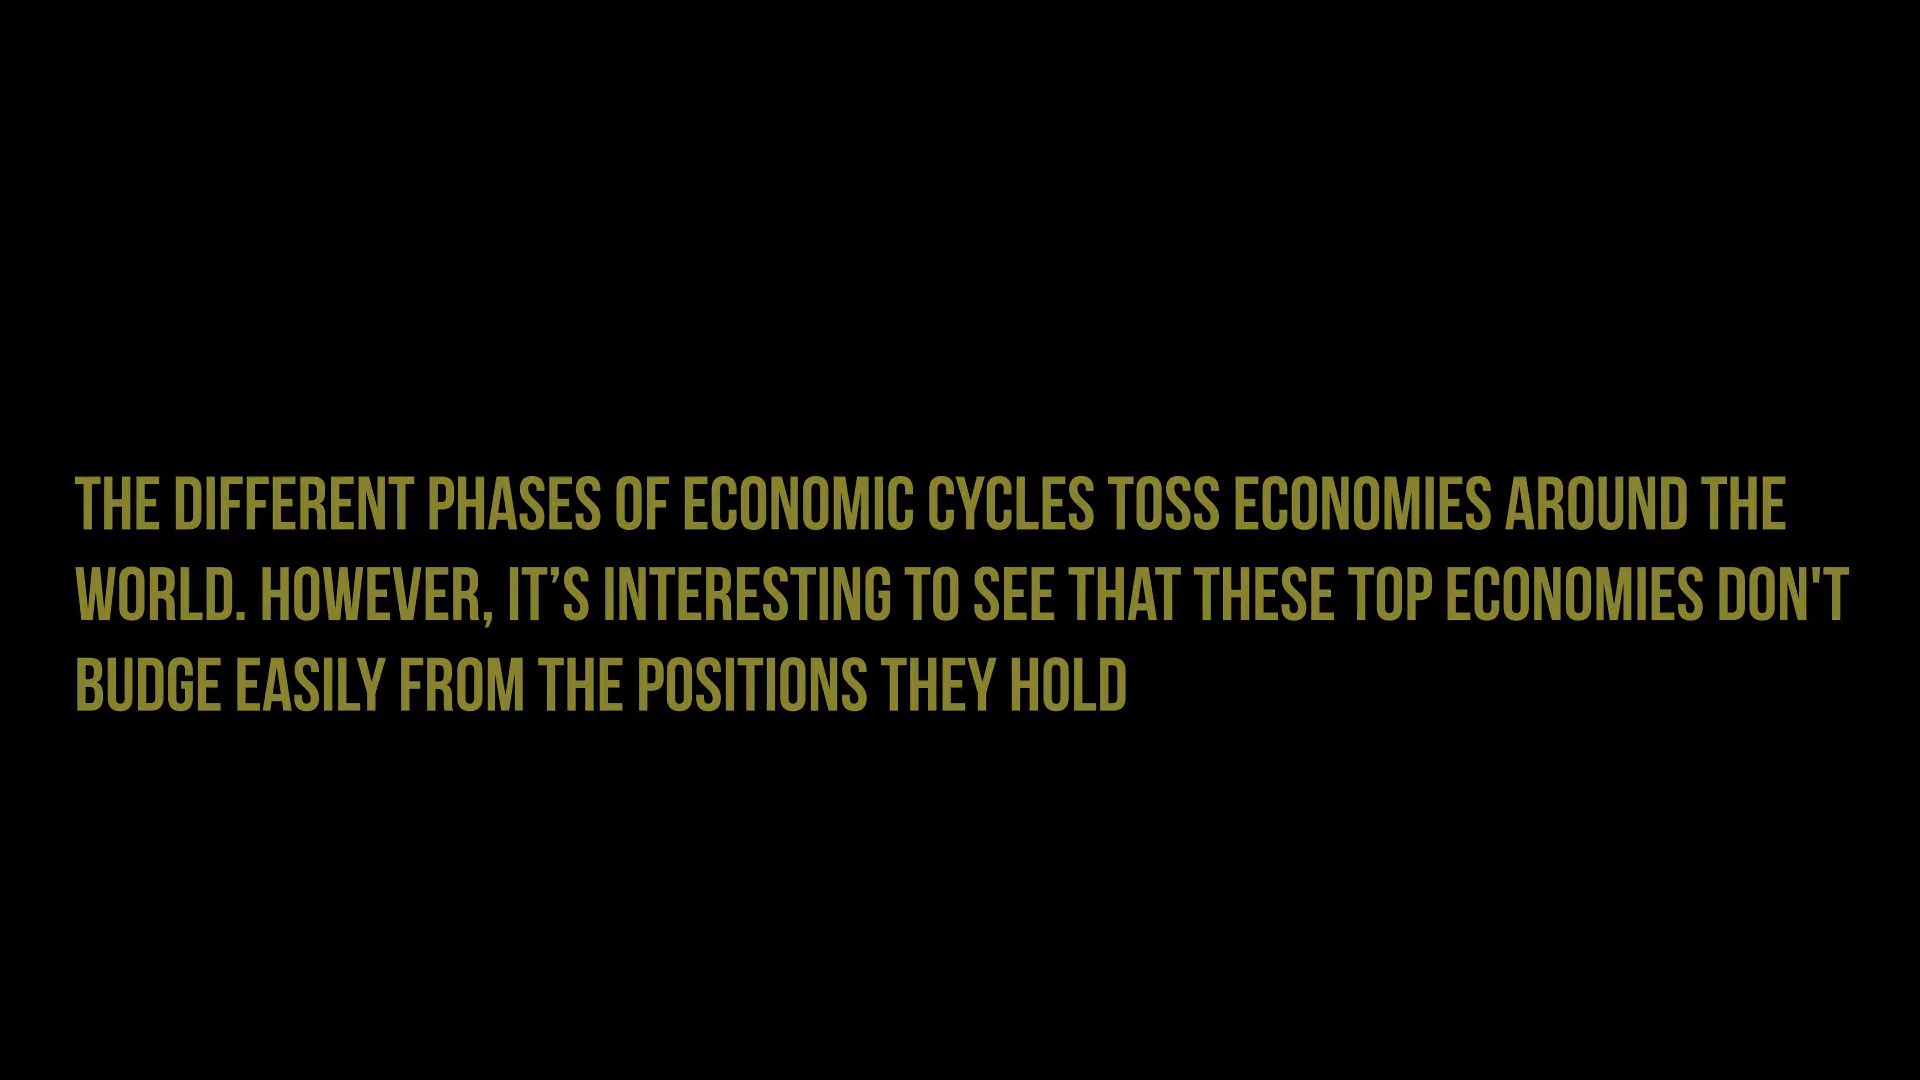 THE DIFFERENT PHASES OF ECONOMIC CYCLES TOSS ECONOMIES AROUND THE
WORLD. HOWEVER, IT’S INTERESTING TO SEE THAT THESE TOP ECONOMIES DON'T
BUDGE EASILY FROM THE POSITIONS THEY HOLD